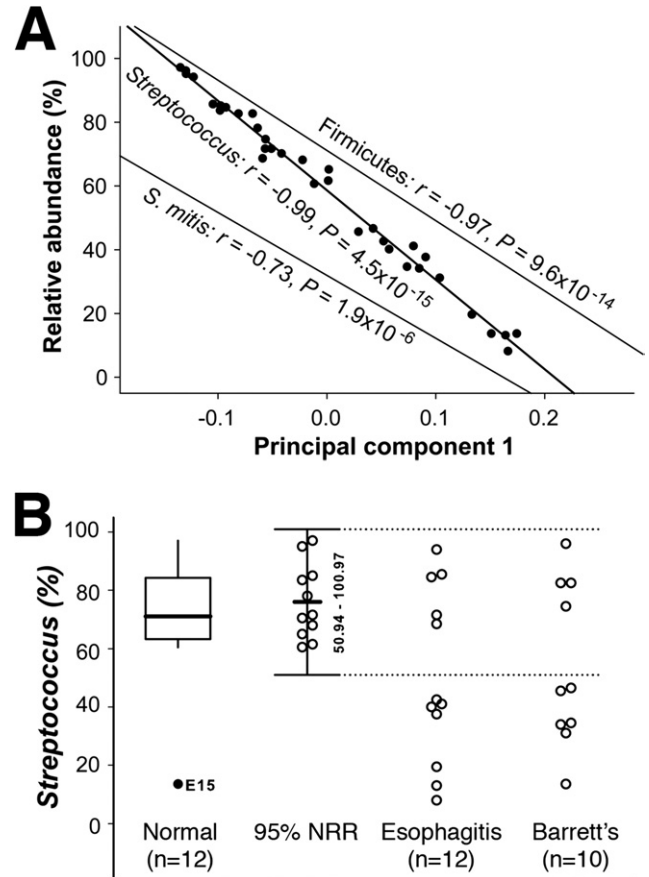 A
Relative abundance (%)
100
80
60
40
20
0
Firmicutes: r = -0.97, P = 9.6x10-14
Streptococcus: r = -0.99, P = 4.5x10-15
S. mitis: r = -0.73, P = 1.9x10-6
-0.1
0.0
0.1
0.2
Principal component 1
B
Streptococcus (%)
100
80
60
40
20
0
E15
50.94 - 100.97
Normal
(n=12)
95% NRR
Esophagitis
(n=12)
Barrett's
(n=10)